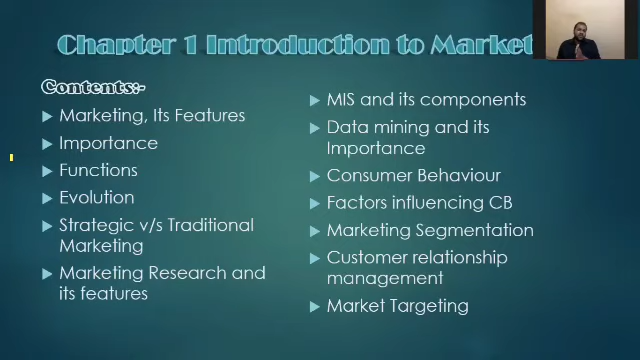 Chapter 1 Introduction to Market
Contents:-
Marketing, Its Features
Importance
Functions
Evolution
Strategic v/s Traditional
Marketing
Marketing Research and
its features
MIS and its components
Data mining and its
Importance
Consumer Behaviour
Factors influencing CB
Marketing Segmentation
Customer relationship
management
Market Targeting